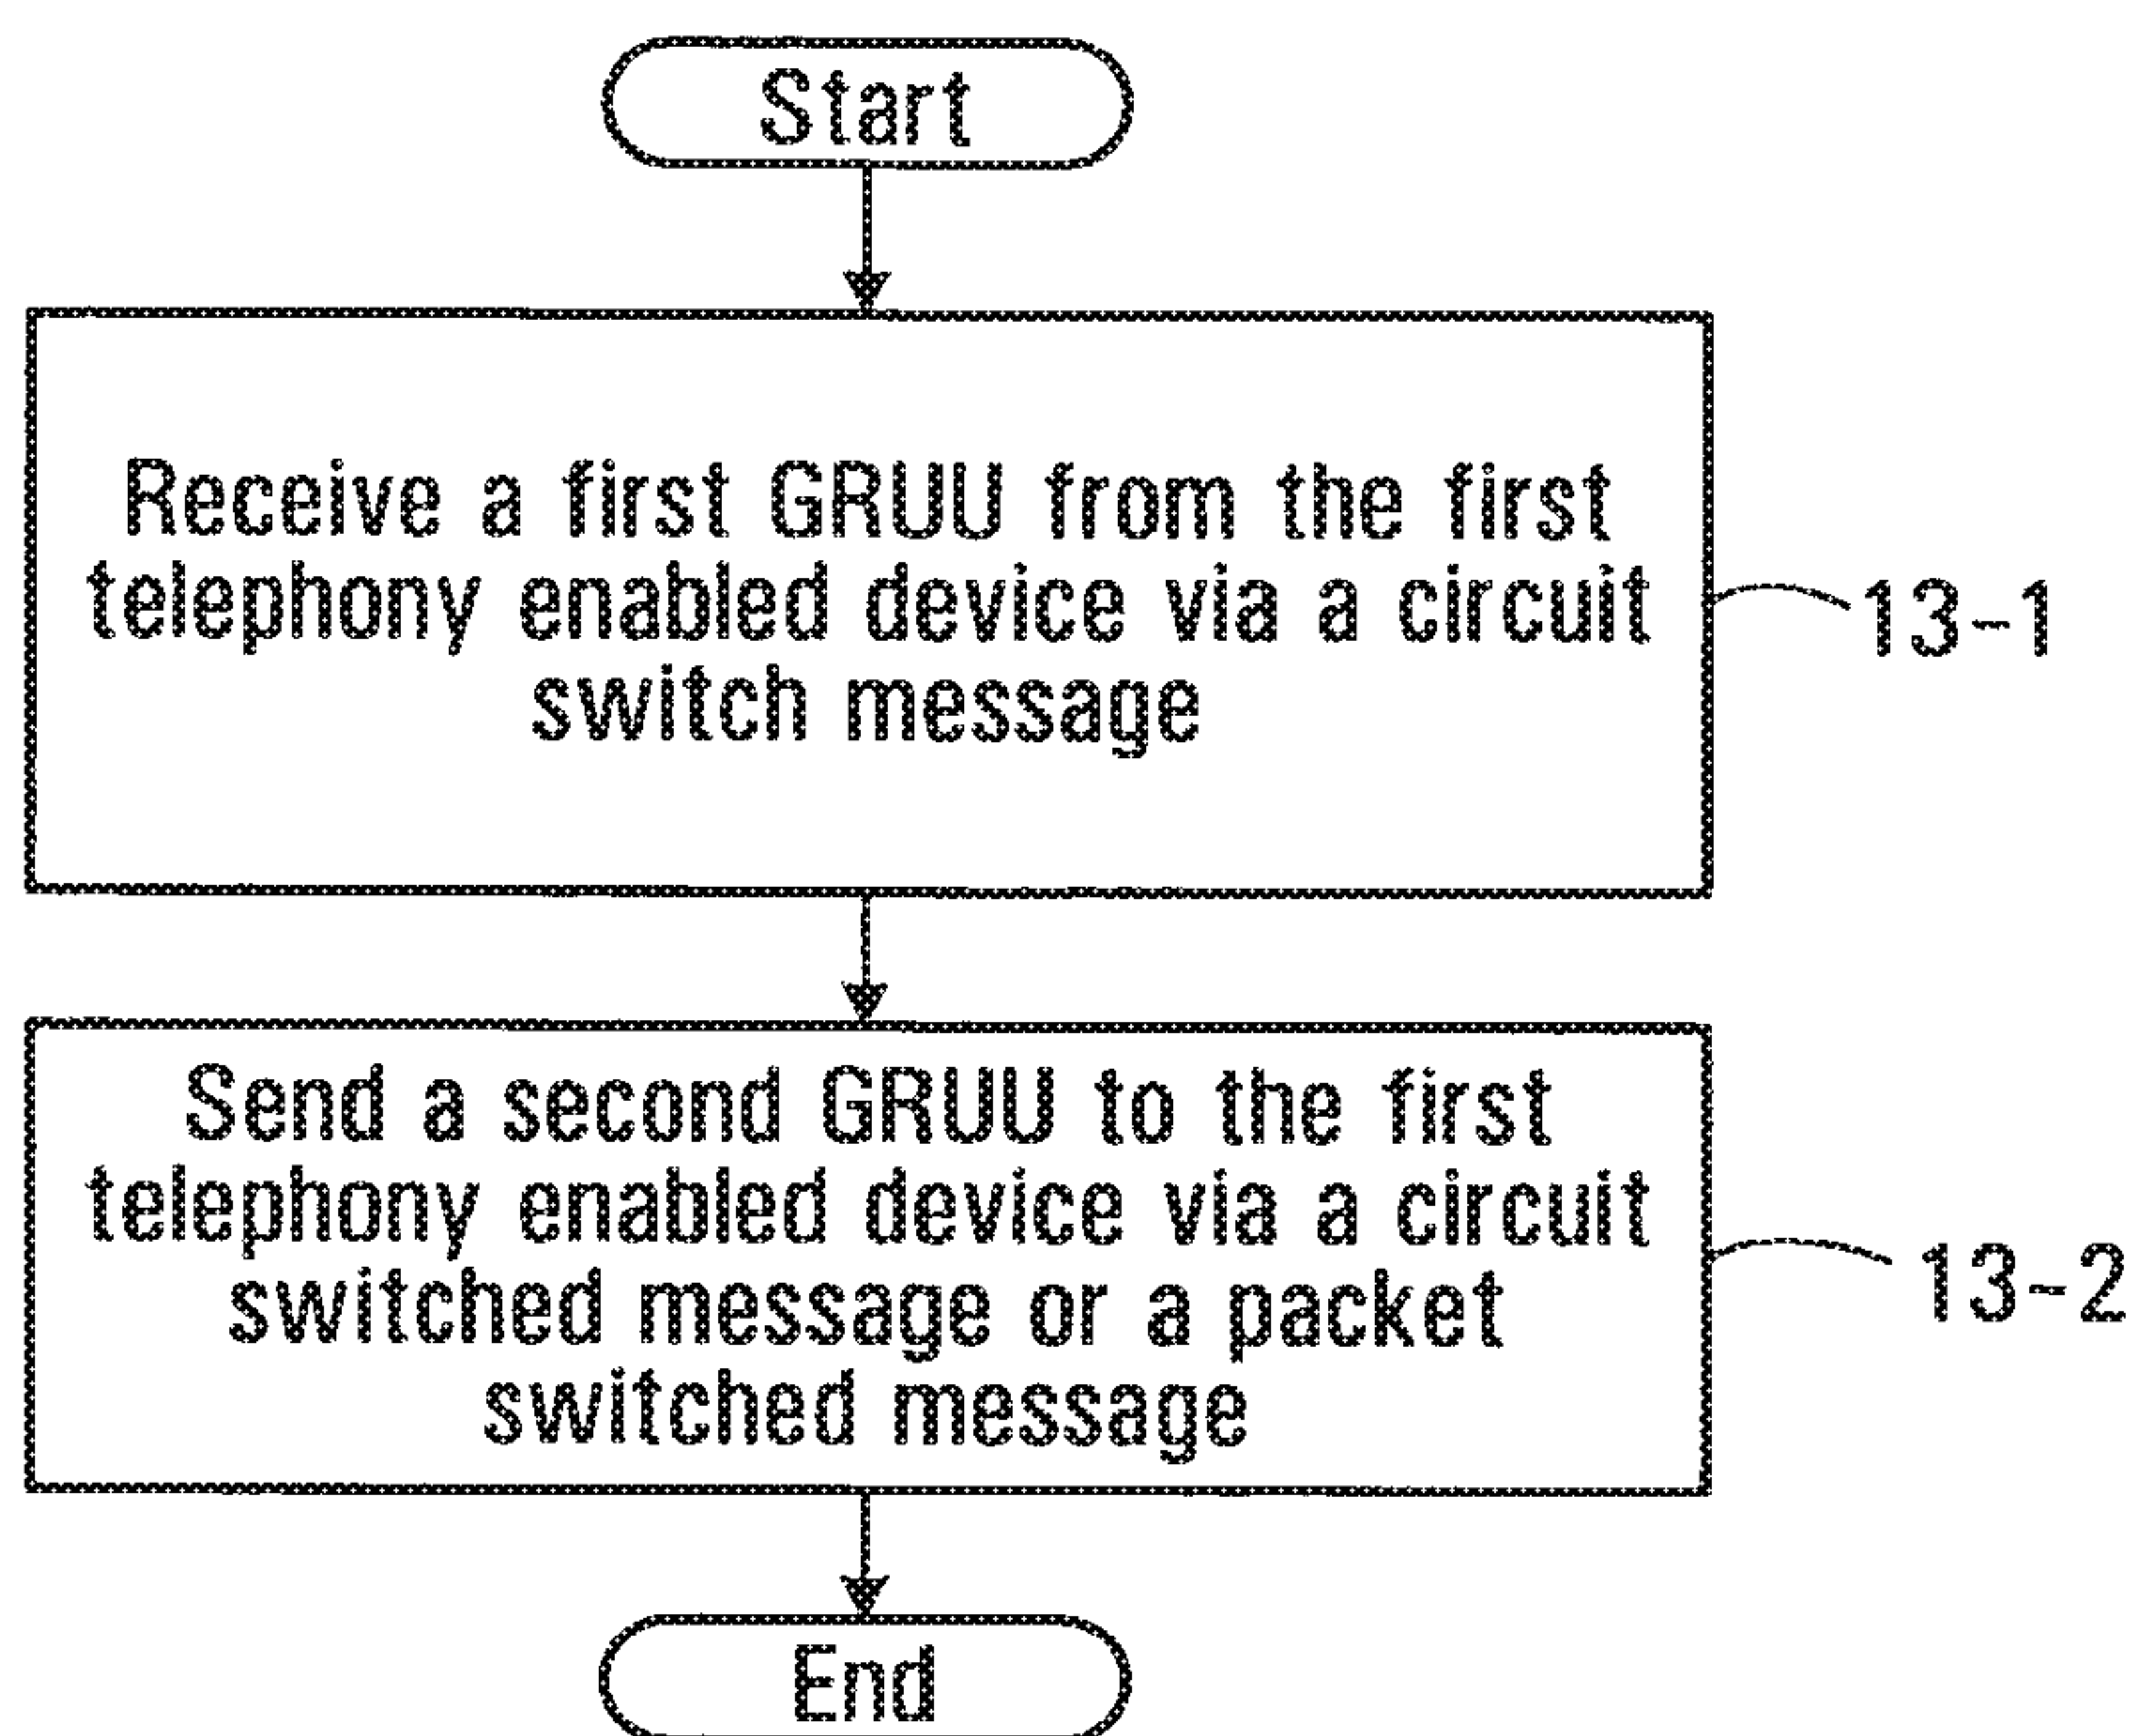 Start
Receive a first GRUU from the first
telephony enabled device via a circuit
switch message
13-1
Send a second GRUU to the first
telephony enabled device via a circuit
switched message or a packet
switched message
13-2
End